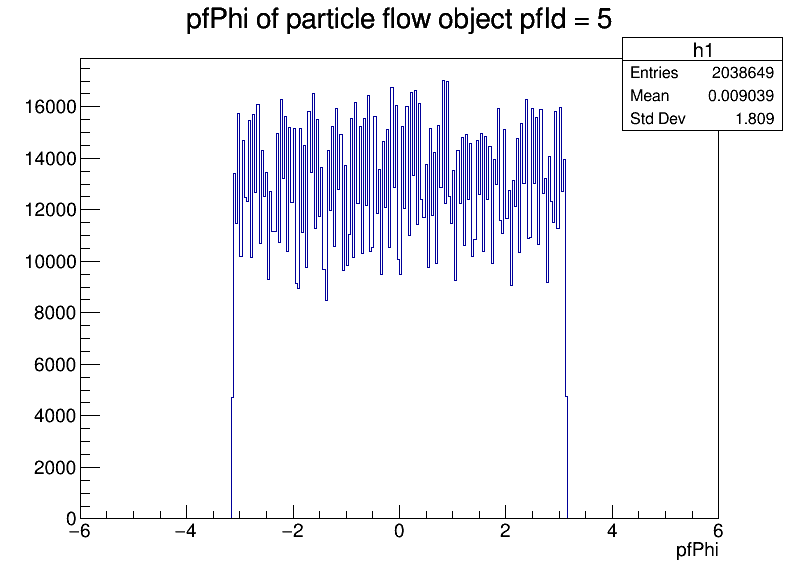 pfPhi of particle flow object pfId = 5
h1
Entries 2038649
Mean 0.009039
Std Dev 1.809
16000
14000
12000
10000
8000
6000
4000
2000
0
−6 −4 −2 0 2 4 6
pfPhi